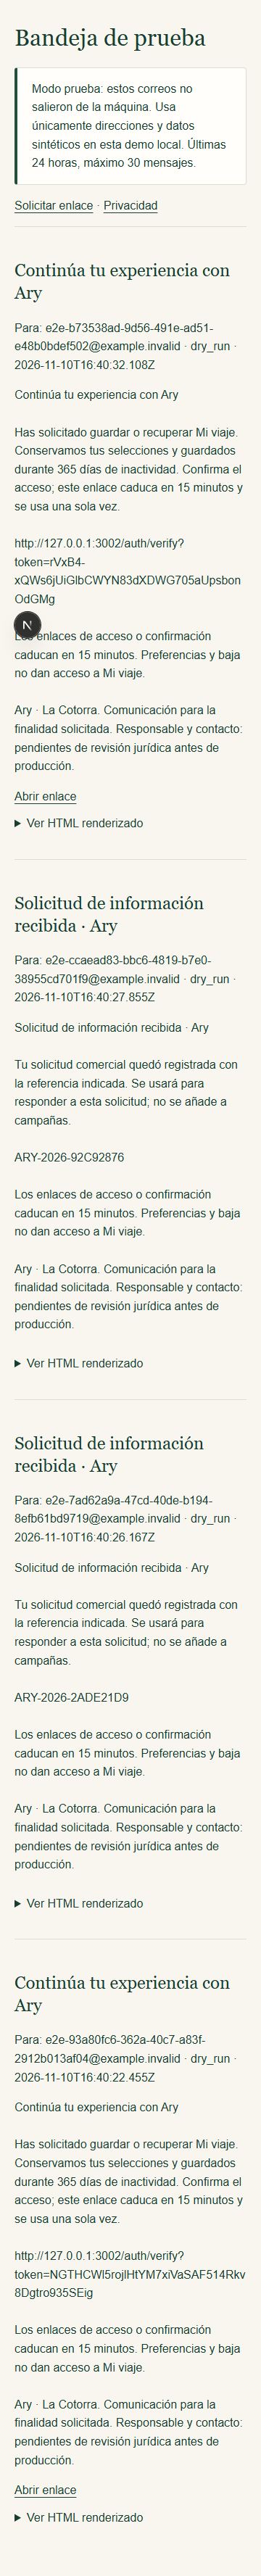 Bandeja de prueba
Modo prueba: estos correos no
salieron de la máquina. Usa
únicamente direcciones y datos
sintéticos en esta demo local. Últimas
24 horas, máximo 30 mensajes.
Solicitar enlace · Privacidad
Continúa tu experiencia con
Ary
Para: e2e-b73538ad-9d56-491e-ad51-
e48b0bdef502@example.invalid · dry_run ·
2026-11-10T16:40:32.108Z
Continúa tu experiencia con Ary
Has solicitado guardar o recuperar Mi viaje.
Conservamos tus selecciones y guardados
durante 365 días de inactividad. Confirma el
acceso; este enlace caduca en 15 minutos y
se usa una sola vez.
http://127.0.0.1:3002/auth/verify?
token=rVxB4-
xQWs6jUiGlbCWYN83dXDWG705aUpsbon
OdGMg
N
Los enlaces de acceso o confirmación
caducan en 15 minutos. Preferencias y baja
no dan acceso a Mi viaje.
Ary · La Cotorra. Comunicación para la
finalidad solicitada. Responsable y contacto:
pendientes de revisión jurídica antes de
producción.
Abrir enlace
▶ Ver HTML renderizado
Solicitud de información
recibida · Ary
Para: e2e-ccaead83-bbc6-4819-b7e0-
38955cd701f9@example.invalid · dry_run ·
2026-11-10T16:40:27.855Z
Solicitud de información recibida · Ary
Tu solicitud comercial quedó registrada con
la referencia indicada. Se usará para
responder a esta solicitud; no se añade a
campañas.
ARY-2026-92C92876
Los enlaces de acceso o confirmación
caducan en 15 minutos. Preferencias y baja
no dan acceso a Mi viaje.
Ary · La Cotorra. Comunicación para la
finalidad solicitada. Responsable y contacto:
pendientes de revisión jurídica antes de
producción.
▶ Ver HTML renderizado
Solicitud de información
recibida · Ary
Para: e2e-7ad62a9a-47cd-40de-b194-
8efb61bd9719@example.invalid · dry_run ·
2026-11-10T16:40:26.167Z
Solicitud de información recibida · Ary
Tu solicitud comercial quedó registrada con
la referencia indicada. Se usará para
responder a esta solicitud; no se añade a
campañas.
ARY-2026-2ADE21D9
Los enlaces de acceso o confirmación
caducan en 15 minutos. Preferencias y baja
no dan acceso a Mi viaje.
Ary · La Cotorra. Comunicación para la
finalidad solicitada. Responsable y contacto:
pendientes de revisión jurídica antes de
producción.
▶ Ver HTML renderizado
Continúa tu experiencia con
Ary
Para: e2e-93a80fc6-362a-40c7-a83f-
2912b013af04@example.invalid · dry_run ·
2026-11-10T16:40:22.455Z
Continúa tu experiencia con Ary
Has solicitado guardar o recuperar Mi viaje.
Conservamos tus selecciones y guardados
durante 365 días de inactividad. Confirma el
acceso; este enlace caduca en 15 minutos y
se usa una sola vez.
http://127.0.0.1:3002/auth/verify?
token=NGTHCWl5rojlHtYM7xiVaSAF514Rkv
8Dgtro935SEig
Los enlaces de acceso o confirmación
caducan en 15 minutos. Preferencias y baja
no dan acceso a Mi viaje.
Ary · La Cotorra. Comunicación para la
finalidad solicitada. Responsable y contacto:
pendientes de revisión jurídica antes de
producción.
Abrir enlace
▶ Ver HTML renderizado